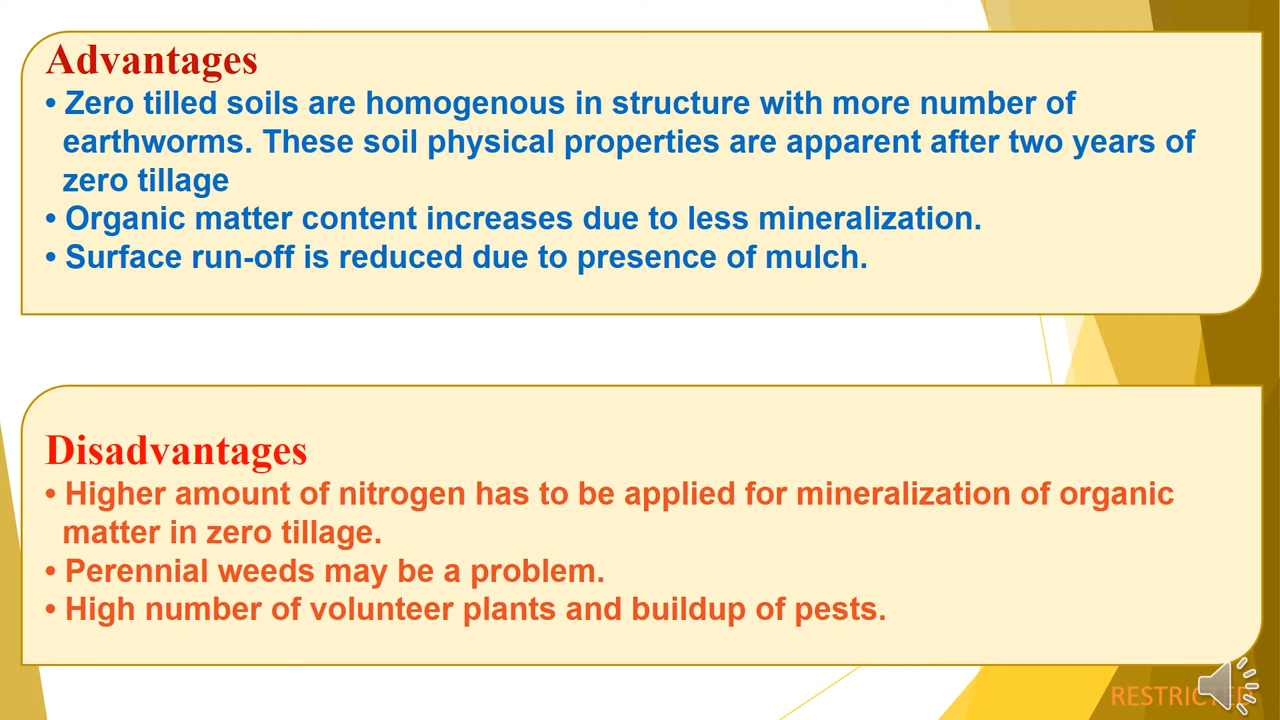 Advantages
• Zero tilled soils are homogenous in structure with more number of
earthworms. These soil physical properties are apparent after two years of
zero tillage
• Organic matter content increases due to less mineralization.
• Surface run-off is reduced due to presence of mulch.
Disadvantages
• Higher amount of nitrogen has to be applied for mineralization of organic
matter in zero tillage.
• Perennial weeds may be a problem.
• High number of volunteer plants and buildup of pests.
RESTRICTED